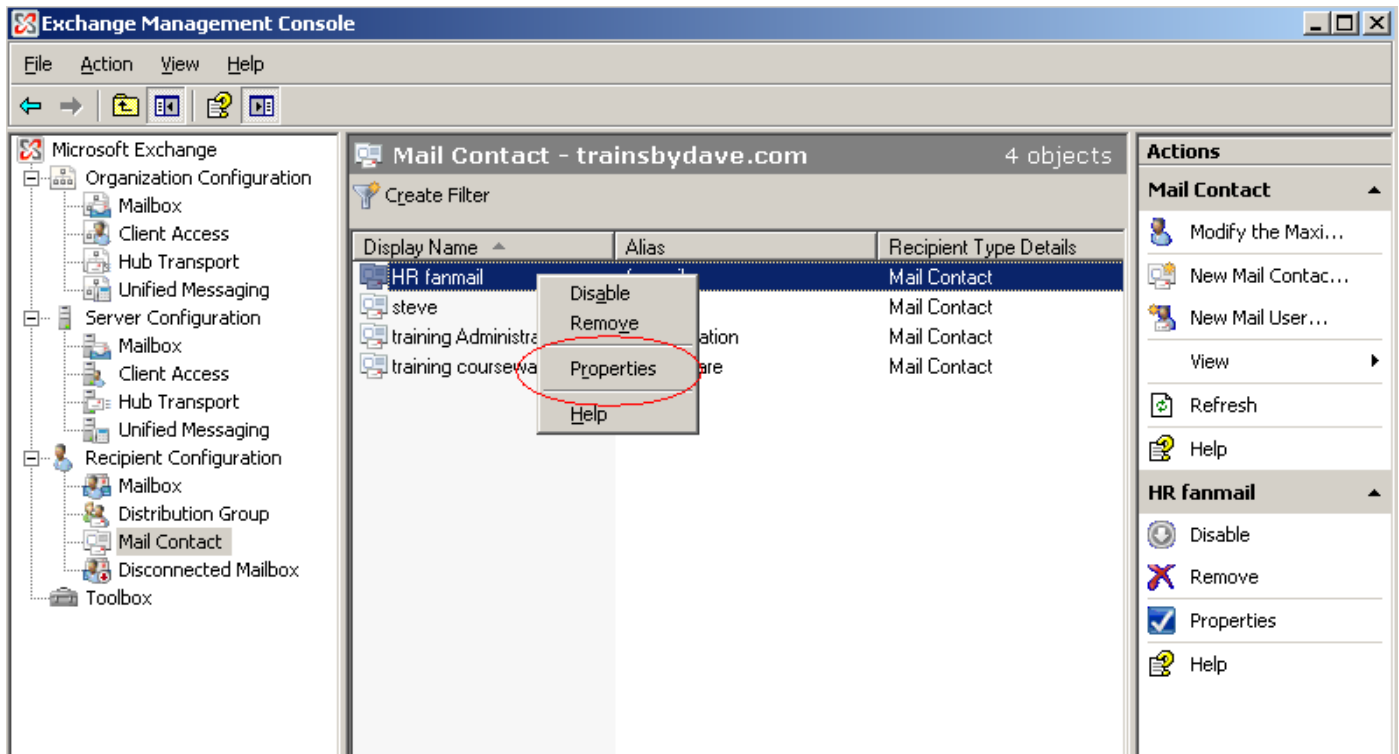 Exchange Management Console
File Action View Help
Microsoft Exchange
Organization Configuration
Mailbox
Client Access
Hub Transport
Unified Messaging
Server Configuration
Mailbox
Client Access
Hub Transport
Unified Messaging
Recipient Configuration
Mailbox
Distribution Group
Mail Contact
Disconnected Mailbox
Toolbox
Mail Contact - trainsbydave.com 4 objects
Create Filter
Display Name Alias Recipient Type Details
HR fanmail Mail Contact
steve Mail Contact
training Administra ation Mail Contact
training coursewa are Mail Contact
Disable
Remove
Properties
Help
Actions
Mail Contact
Modify the Maxi...
New Mail Contac...
New Mail User...
View
Refresh
Help
HR fanmail
Disable
Remove
Properties
Help